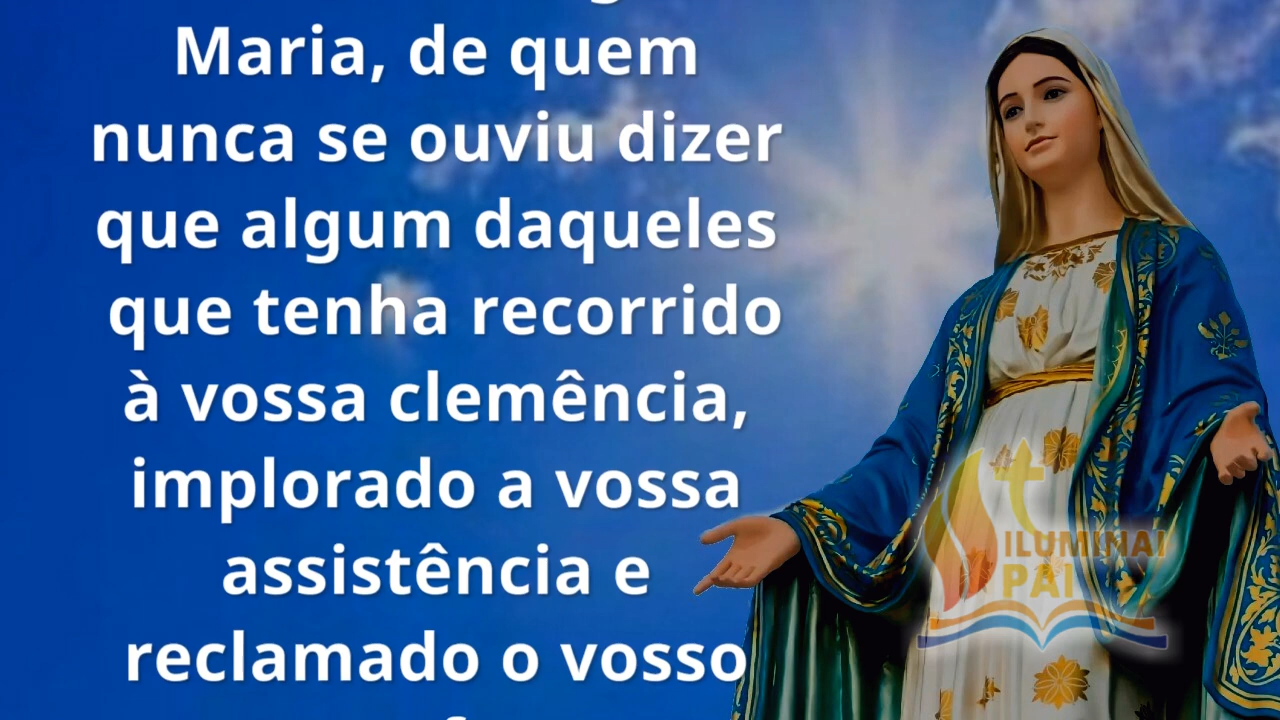 Maria, de quem
nunca se ouviu dizer
que algum daqueles
que tenha recorrido
à vossa clemência,
implorado a vossa
assistência e
reclamado o vosso
ILUMINAI
PAI